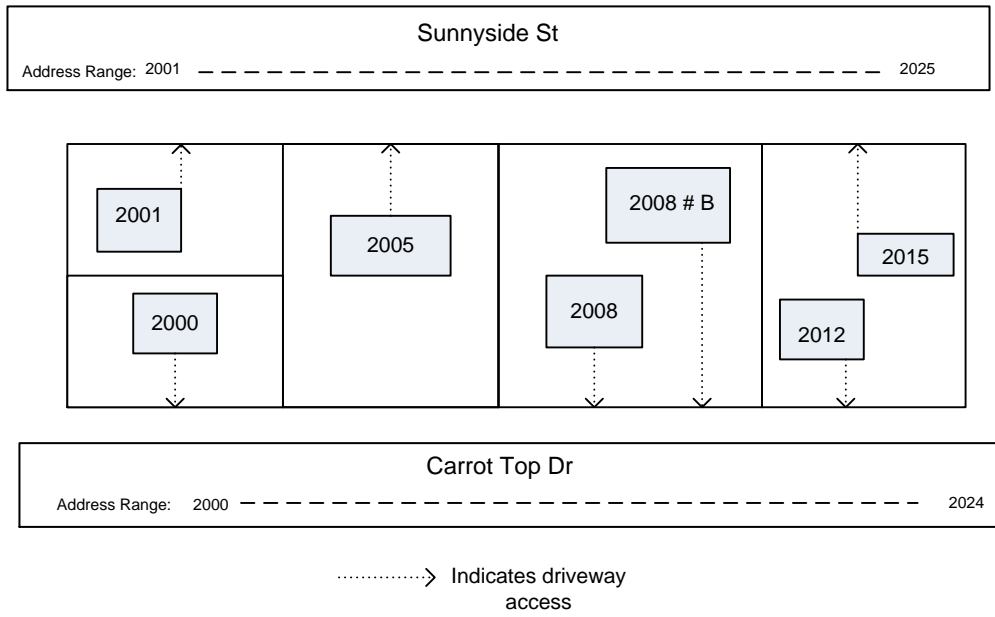 Sunnyside St
Address Range: 2001 2025
2001
2005
2008 # B
2015
2000
2008
2012
Carrot Top Dr
Address Range: 2000 2024
Indicates driveway
access